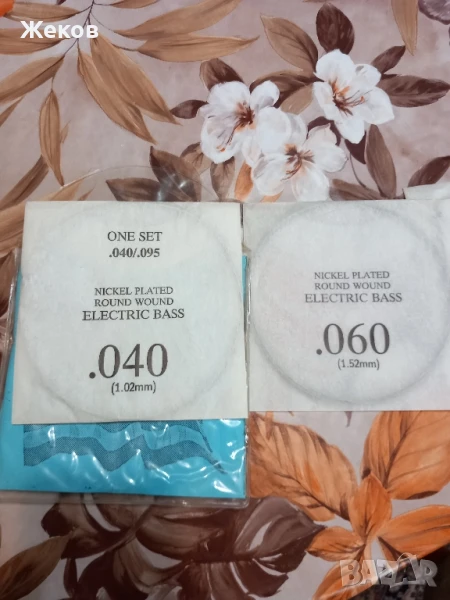 Жеков
ONE SET
.040/.095
NICKEL PLATED
ROUND WOUND
ELECTRIC BASS
.040
(1.02mm)
NICKEL PLATED
ROUND WOUND
ELECTRIC BASS
.060
(1.52mm)
BAZAR